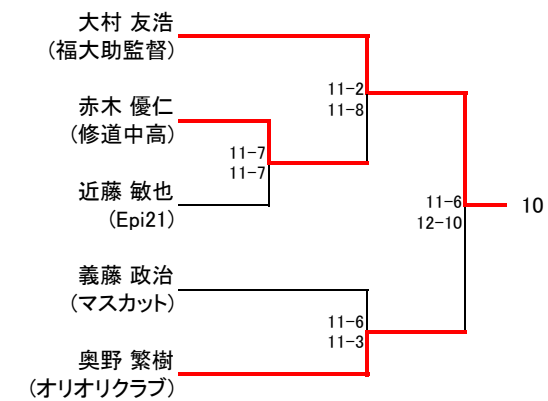 大村 友浩
(福大助監督)
11-2
11-8
赤木 優仁
(修道中高)
11-7
11-7
近藤 敏也
(Epi21)
11-6
12-10
10
義藤 政治
(マスカット)
11-6
11-3
奥野 繁樹
(オリオリクラブ)